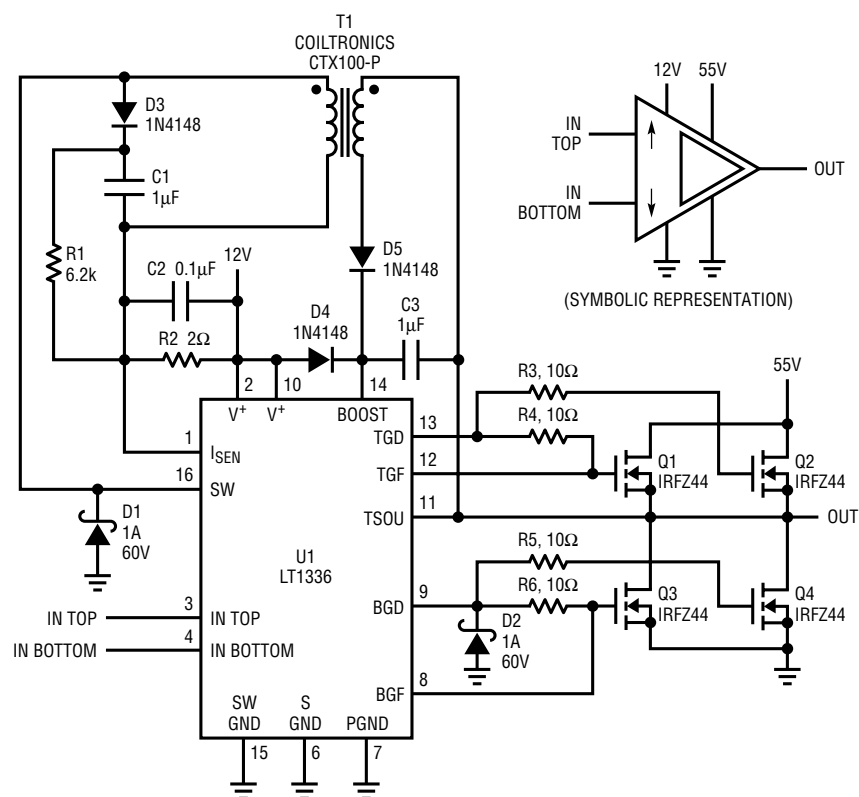 T1
COILTRONICS
CTX100-P
D3
1N4148
C1
1µF
R1
6.2k
C2 0.1µF
12V
R2 2Ω
D4
1N4148
D5
1N4148
C3
1µF
12V 55V
IN
TOP
IN
BOTTOM
OUT
(SYMBOLIC REPRESENTATION)
2
10
14
V+
V+
BOOST
1
ISEN
16
SW
D1
1A
60V
U1
LT1336
3
IN TOP
IN TOP
4
IN BOTTOM
IN BOTTOM
SW
GND
S
GND
PGND
15
6
7
TGD
13
TGF
12
TSOU
11
BGD
9
BGF
8
R3, 10Ω
R4, 10Ω
55V
Q1
IRFZ44
Q2
IRFZ44
OUT
R5, 10Ω
R6, 10Ω
D2
1A
60V
Q3
IRFZ44
Q4
IRFZ44